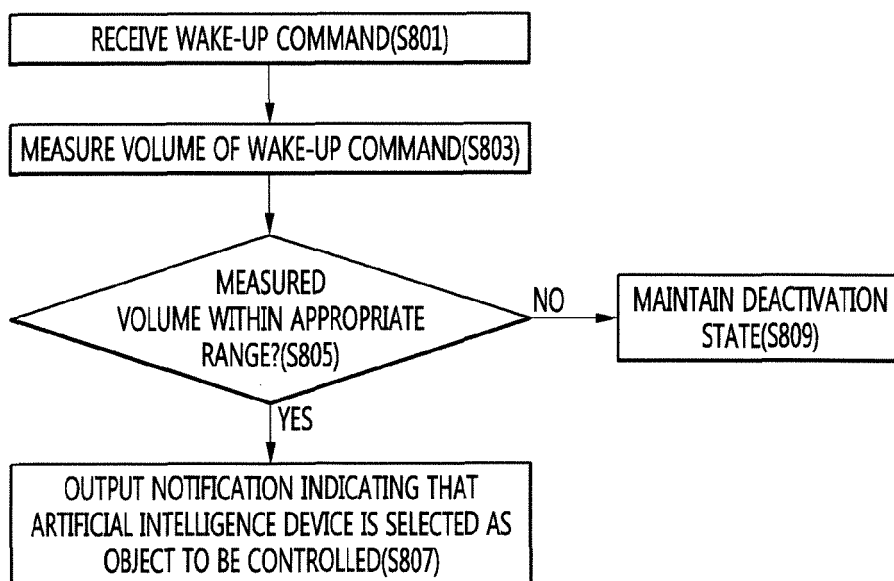 RECEIVE WAKE-UP COMMAND(S801)
MEASURE VOLUME OF WAKE-UP COMMAND(S803)
MEASURED
VOLUME WITHIN APPROPRIATE
RANGE?(S805)
NO
MAINTAIN DEACTIVATION
STATE(S809)
YES
OUTPUT NOTIFICATION INDICATING THAT
ARTIFICIAL INTELLIGENCE DEVICE IS SELECTED AS
OBJECT TO BE CONTROLLED(S807)